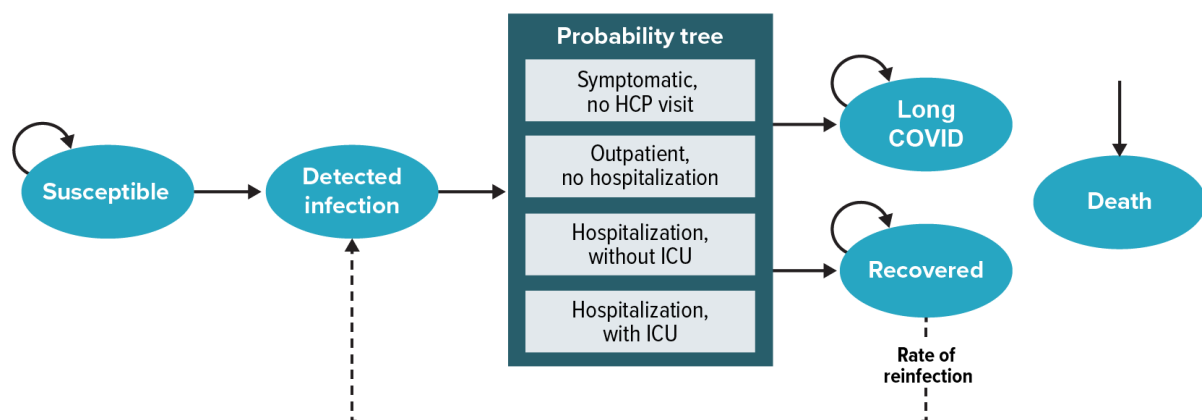 Susceptible
Detected
infection
Probability tree
Symptomatic,
no HCP visit
Outpatient,
no hospitalization
Hospitalization,
without ICU
Hospitalization,
with ICU
Long
COVID
Recovered
Rate of
reinfection
Death